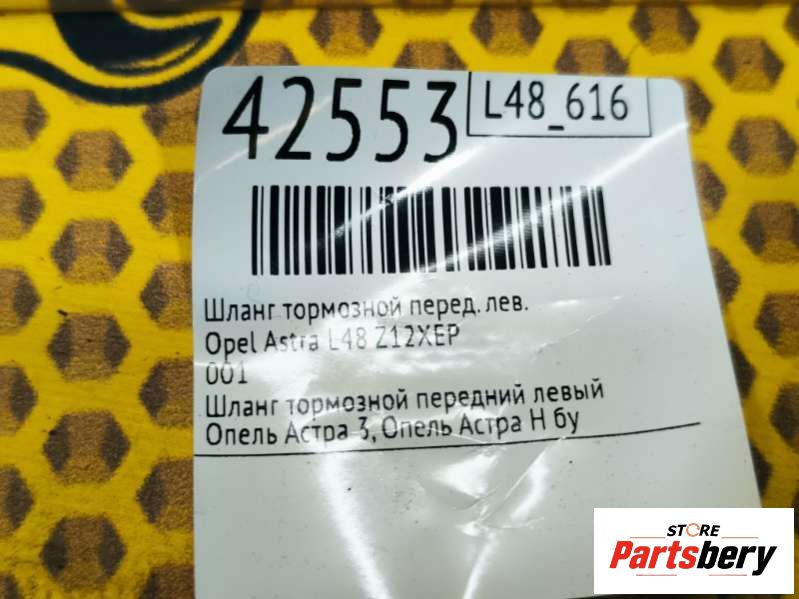 42553
L48_616
Шланг тормозной перед. лев.
Opel Astra L48 Z12XEP
001
Шланг тормозной передний левый
Опель Астра 3, Опель Астра Н бу
STORE
Partsbery